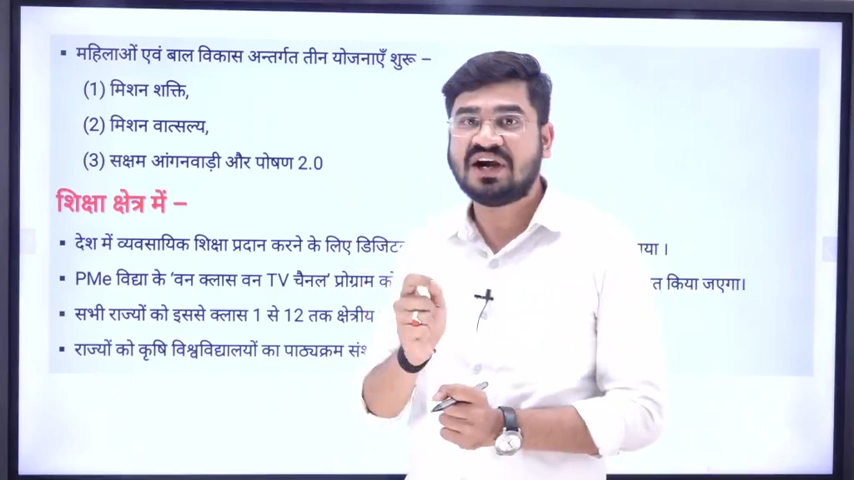 ▪ महिलाओं एवं बाल विकास अन्तर्गत तीन योजनाएँ शुरू –
(1) मिशन शक्ति,
(2) मिशन वात्सल्य,
(3) सक्षम आंगनवाड़ी और पोषण 2.0
शिक्षा क्षेत्र में –
▪ देश में व्यवसायिक शिक्षा प्रदान करने के लिए
▪ PMe विद्या के ‘वन क्लास वन TV चैनल’ प्रोग्राम किया जएगा।
▪ सभी राज्यों को इससे क्लास 1 से 12 तक क्षेत्रीय
▪ राज्यों को कृषि विश्वविद्यालयों का पाठ्यक्रम